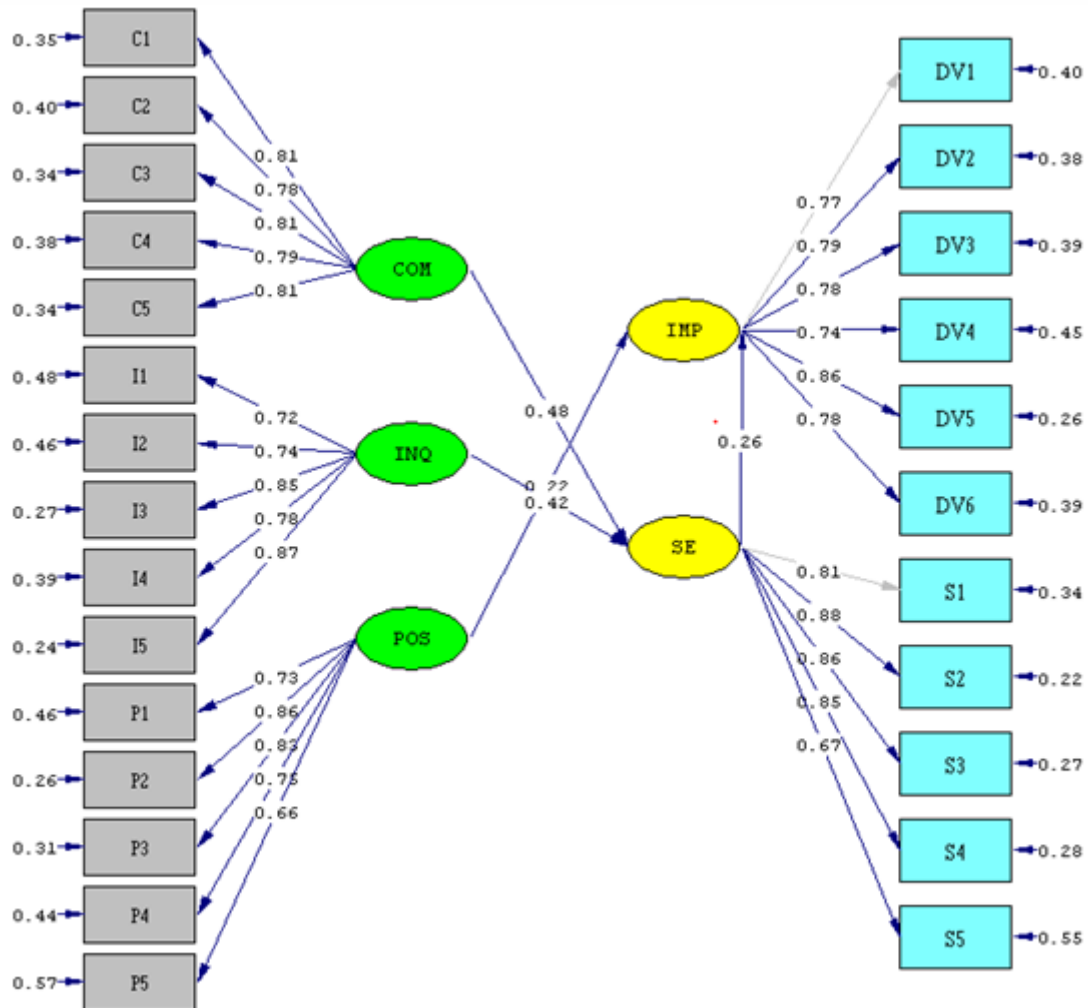 0.35 C1
0.40 C2
0.34 C3
0.38 C4
0.34 C5
0.48 I1
0.46 I2
0.27 I3
0.39 I4
0.24 I5
0.46 P1
0.26 P2
0.31 P3
0.44 P4
0.57 P5
0.81
0.78
0.81
0.79
0.81
0.72
0.74
0.85
0.78
0.87
0.73
0.86
0.83
0.75
0.66
COM
INQ
POS
0.48
0.22
0.42
IMP
0.26
SE
0.77
0.79
0.78
0.74
0.86
0.78
0.81
0.88
0.86
0.85
0.67
DV1 0.40
DV2 0.38
DV3 0.39
DV4 0.45
DV5 0.26
DV6 0.39
S1 0.34
S2 0.22
S3 0.27
S4 0.28
S5 0.55